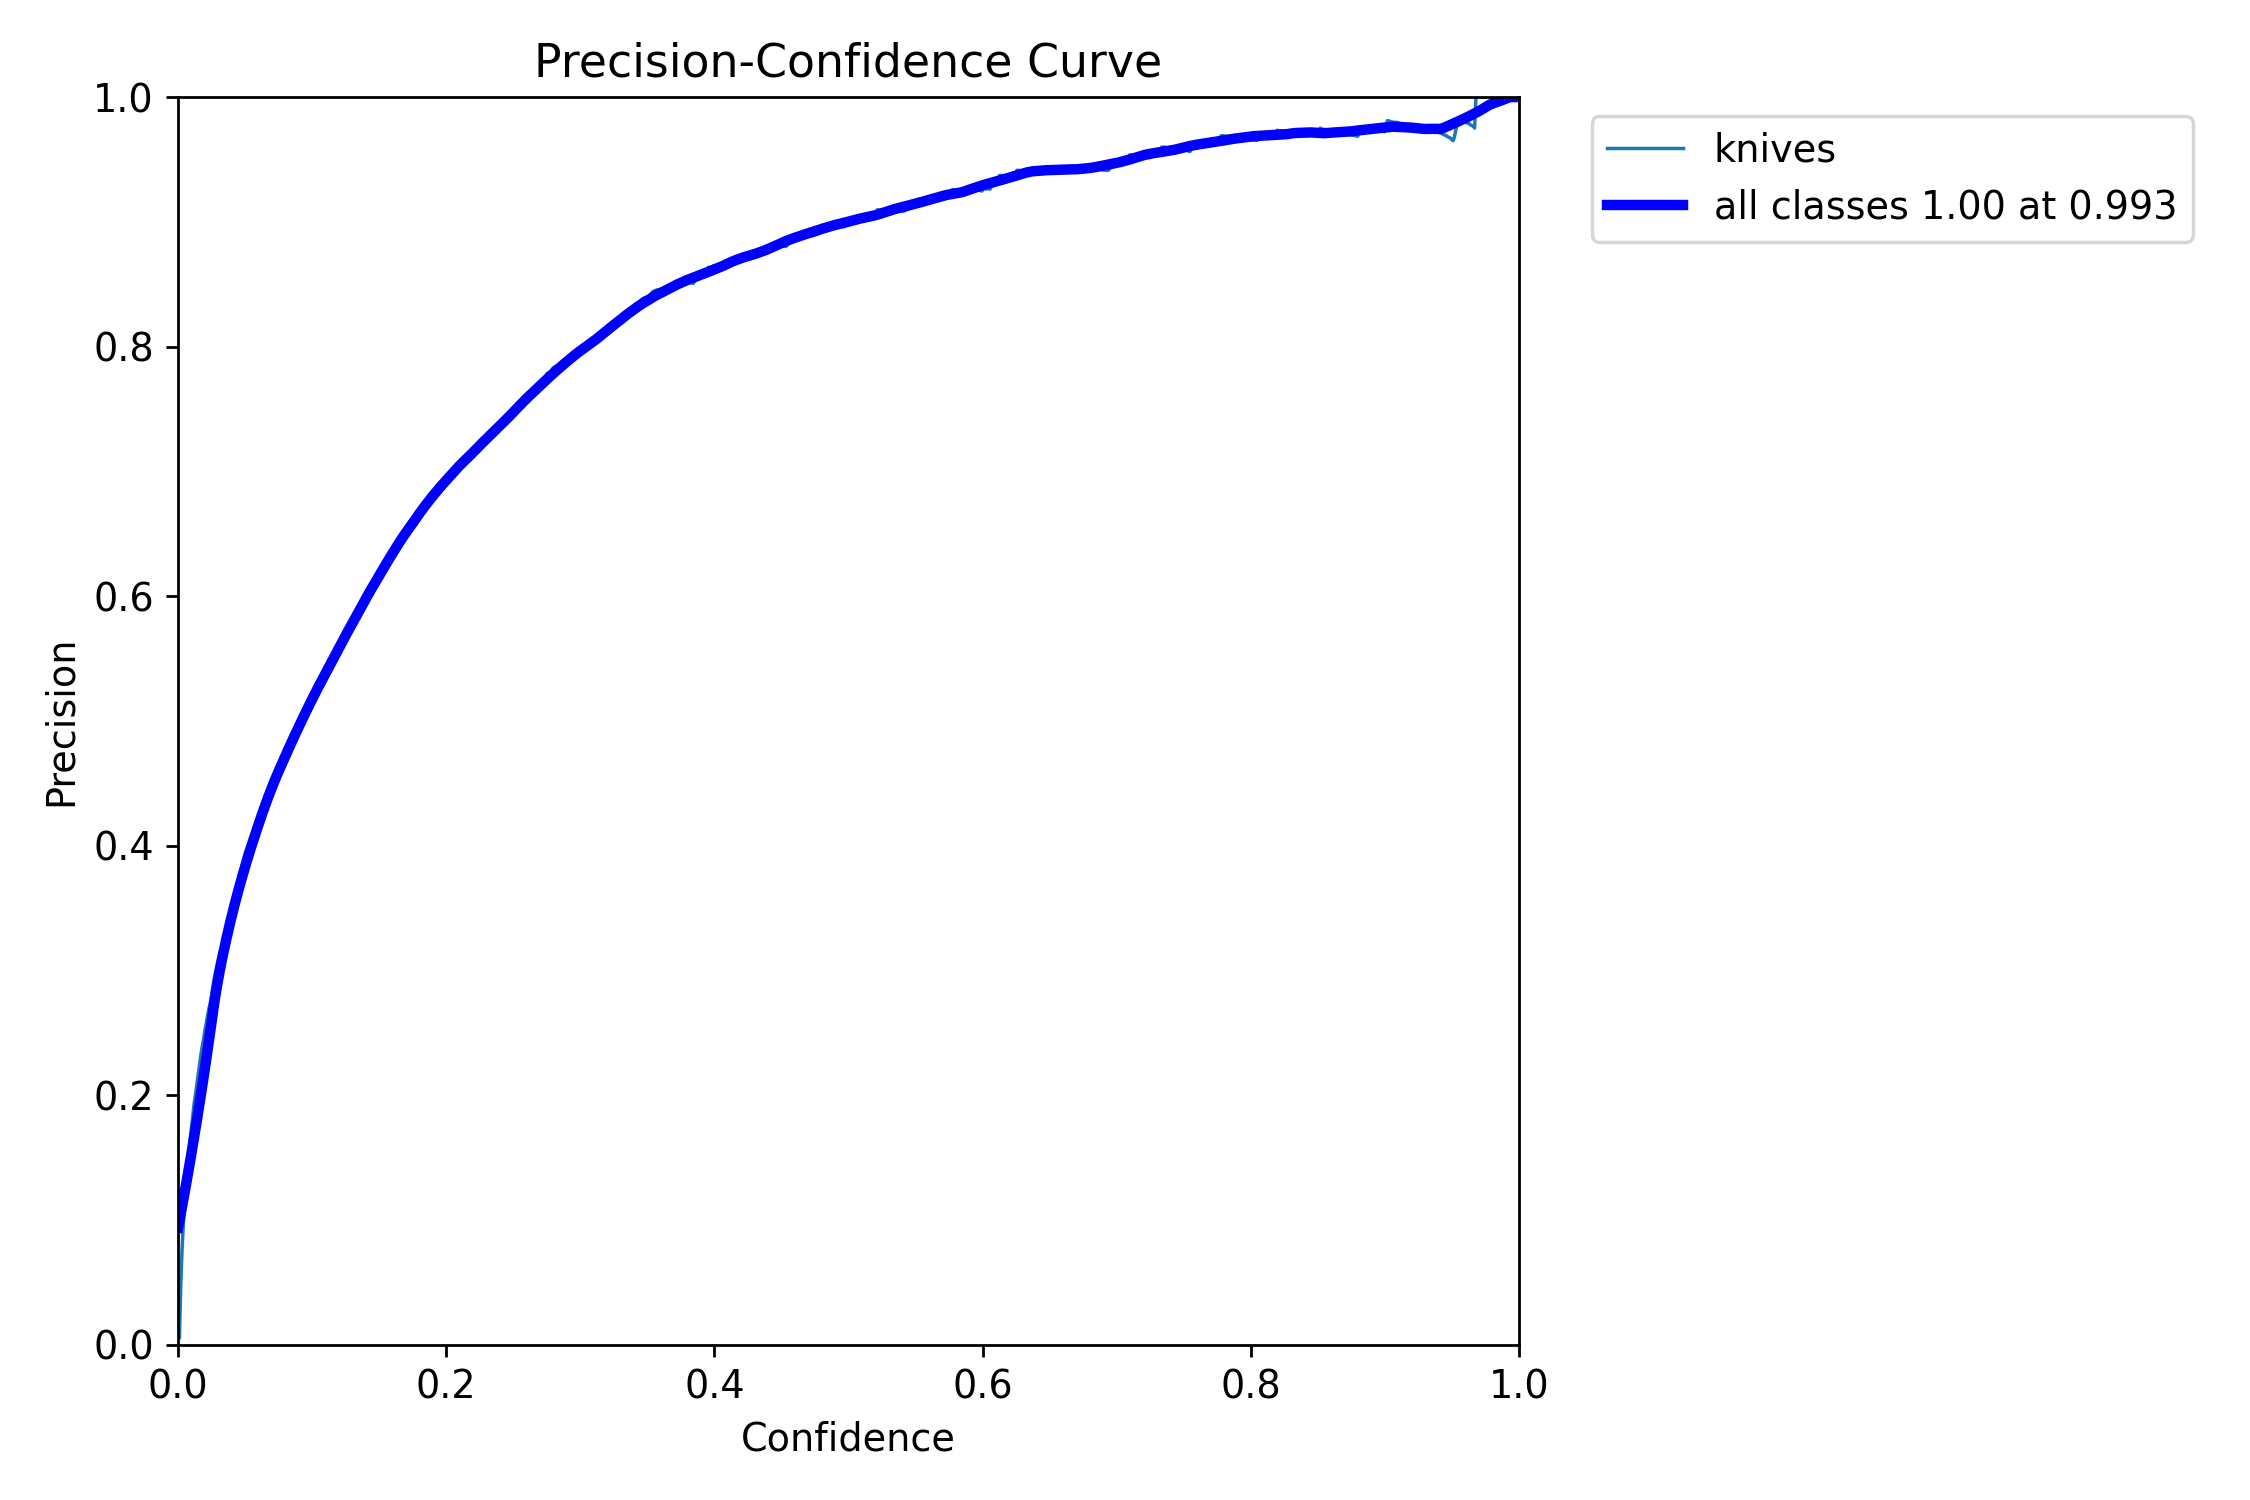 Precision-Confidence Curve
1.0
0.8
0.6
0.4
0.2
0.0
Precision
0.0 0.2 0.4 0.6 0.8 1.0
Confidence
knives
all classes 1.00 at 0.993